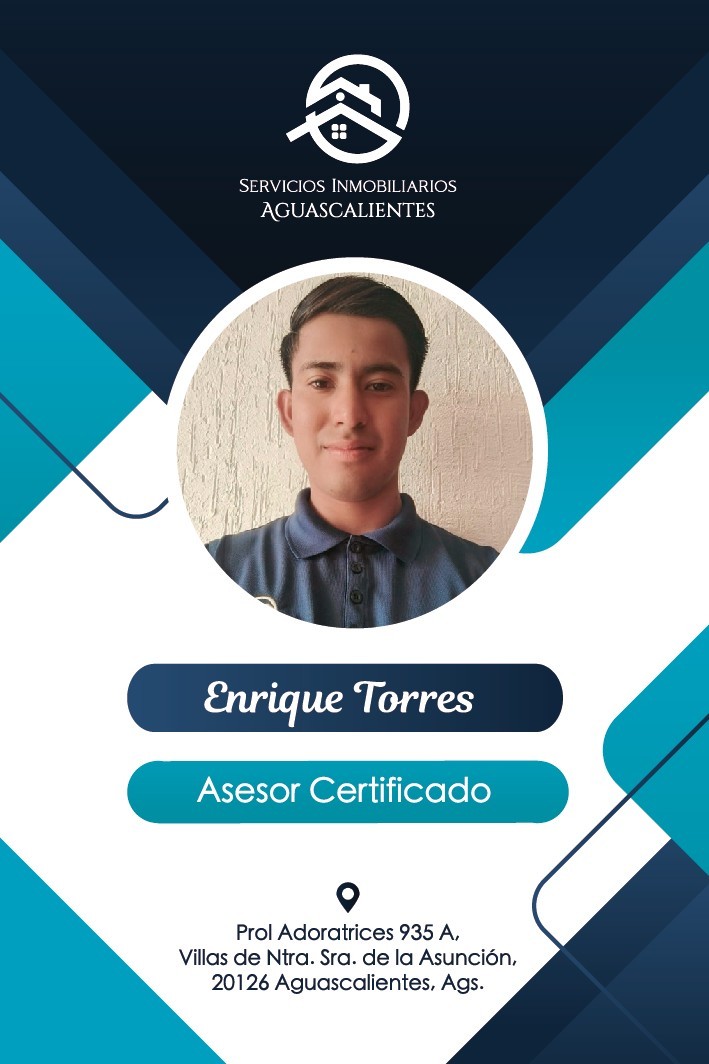 Servicios Inmobiliarios
Aguascalientes
Enrique Torres
Asesor Certificado
Prol Adoratrices 935 A,
Villas de Ntra. Sra. de la Asunción,
20126 Aguascalientes, Ags.